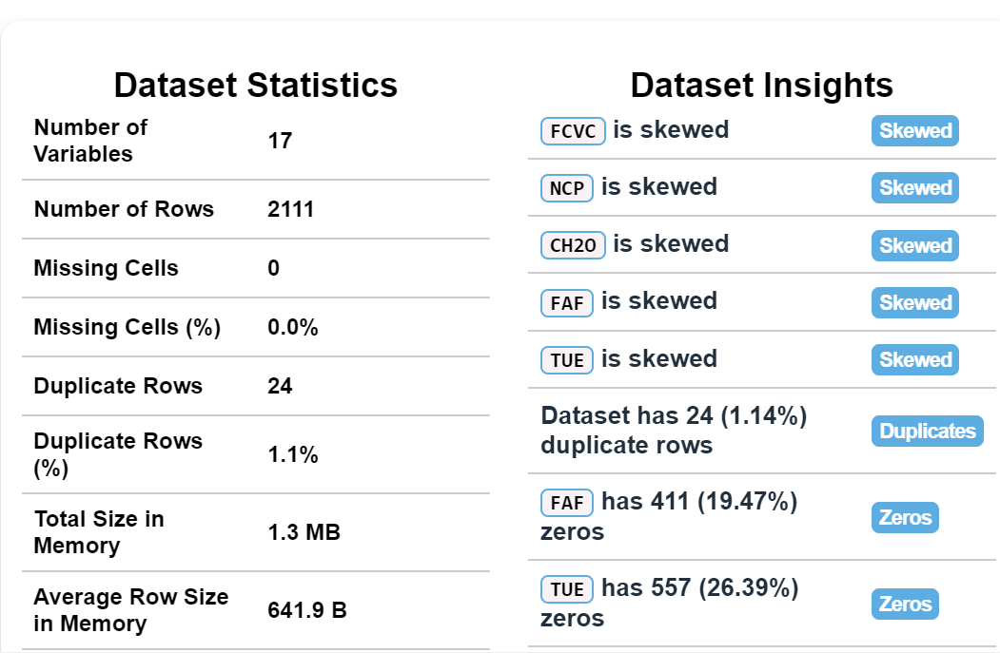 Dataset Statistics
Number of
Variables
17
Number of Rows
2111
Missing Cells
0
Missing Cells (%)
0.0%
Duplicate Rows
24
Duplicate Rows
(%)
1.1%
Total Size in
Memory
1.3 MB
Average Row Size
in Memory
641.9 B
Dataset Insights
FCVC is skewed
Skewed
NCP is skewed
Skewed
CH2O is skewed
Skewed
FAF is skewed
Skewed
TUE is skewed
Skewed
Dataset has 24 (1.14%)
duplicate rows
Duplicates
FAF has 411 (19.47%)
zeros
Zeros
TUE has 557 (26.39%)
zeros
Zeros